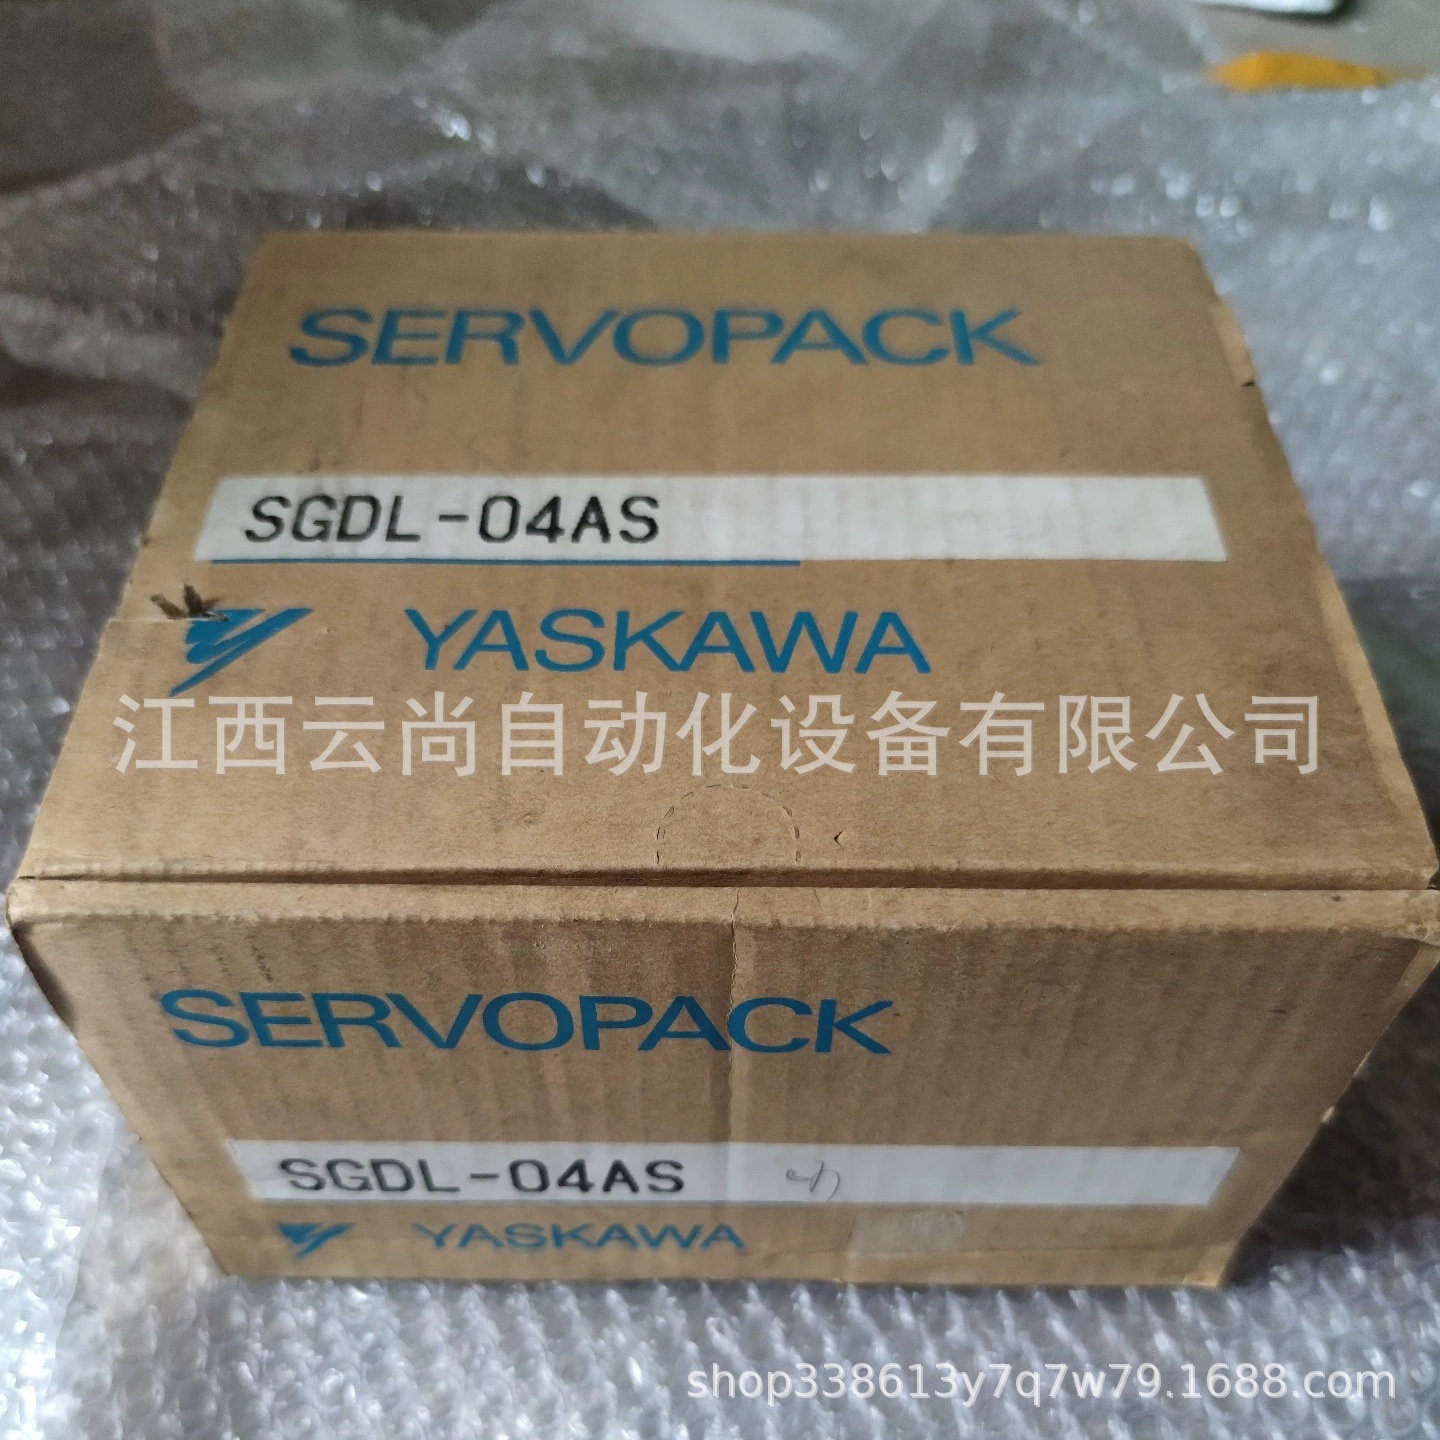 SERVOPACK
SGDL-04AS
YASKAWA
江西云尚自动化设备有限公司
SERVOPACK
SGDL-04AS
YASKAWA
shop338613y7q7w79.1688.com